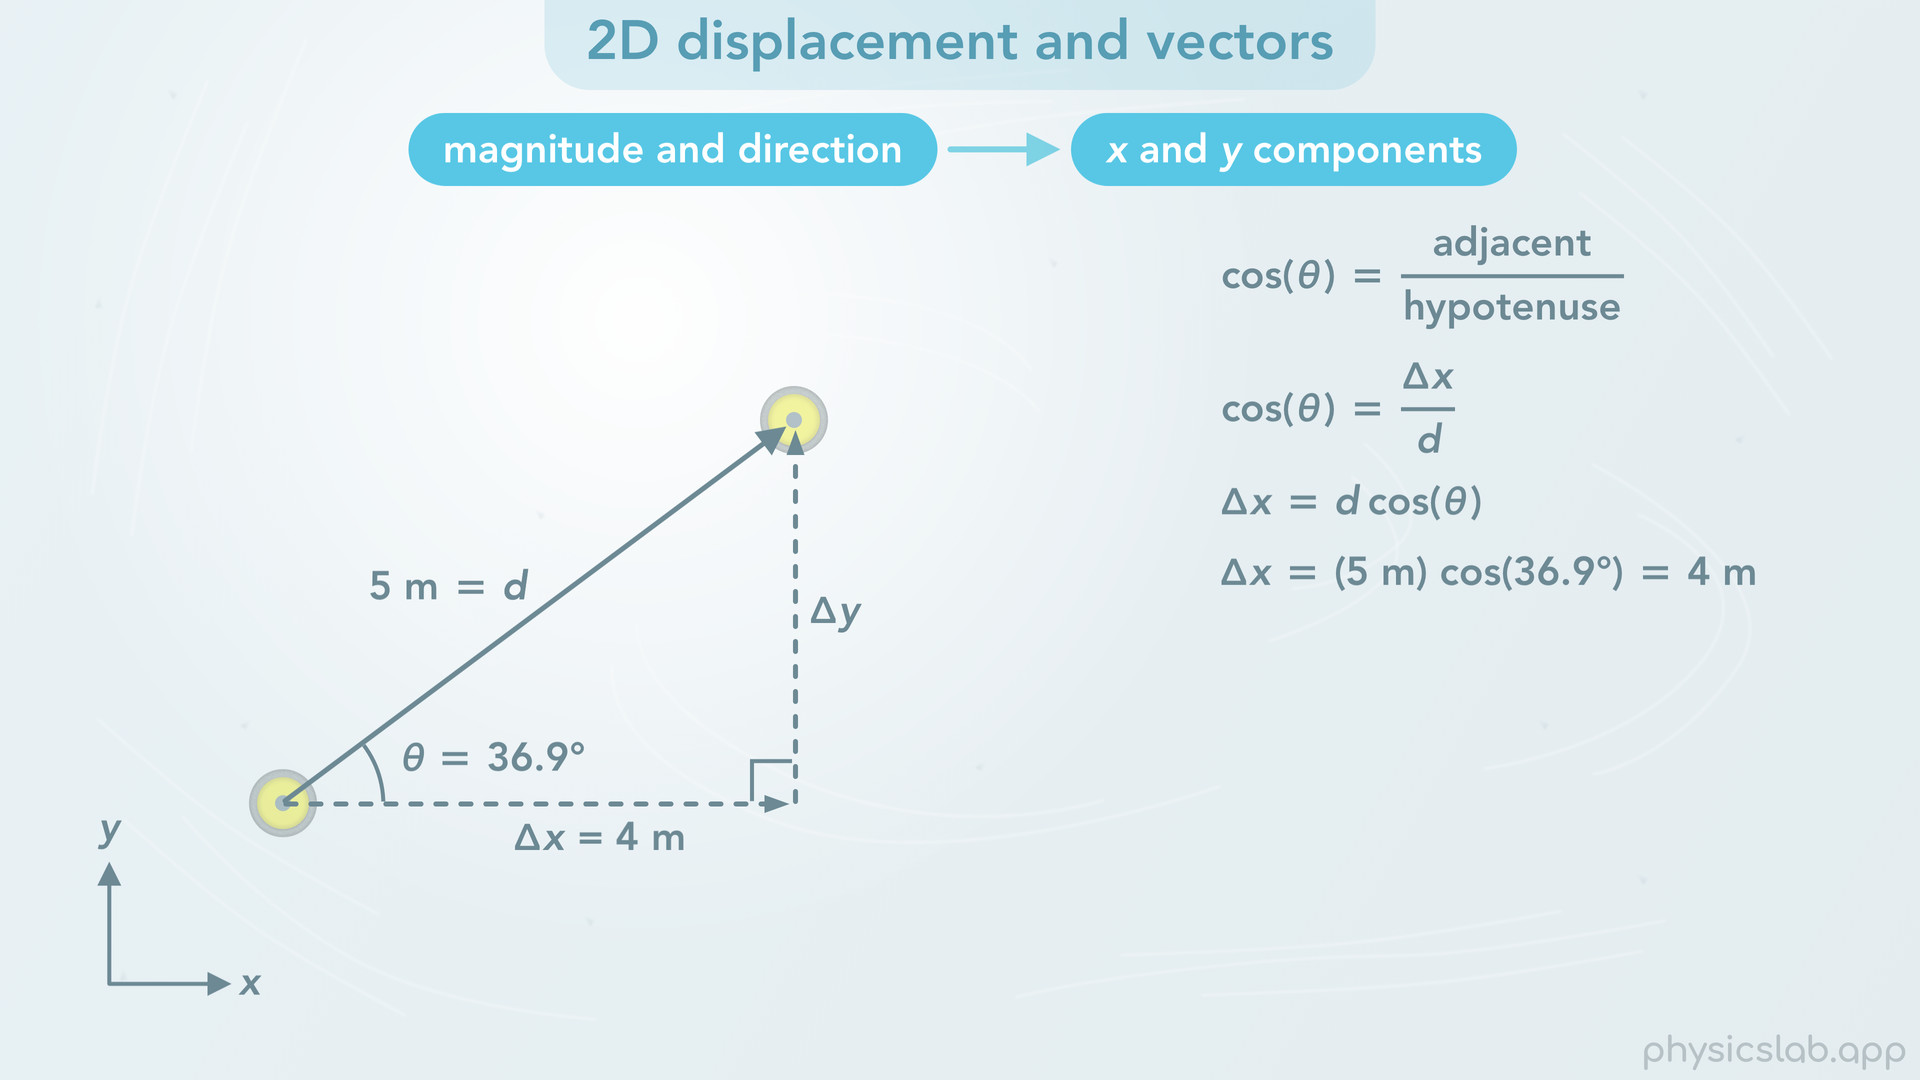 2D displacement and vectors
magnitude and direction
x and y components
cos(θ) = adjacent / hypotenuse
cos(θ) = Δx / d
Δx = d cos(θ)
Δx = (5 m) cos(36.9°) = 4 m
5 m = d
Δy
θ = 36.9°
Δx = 4 m
y
x
physicslab.app